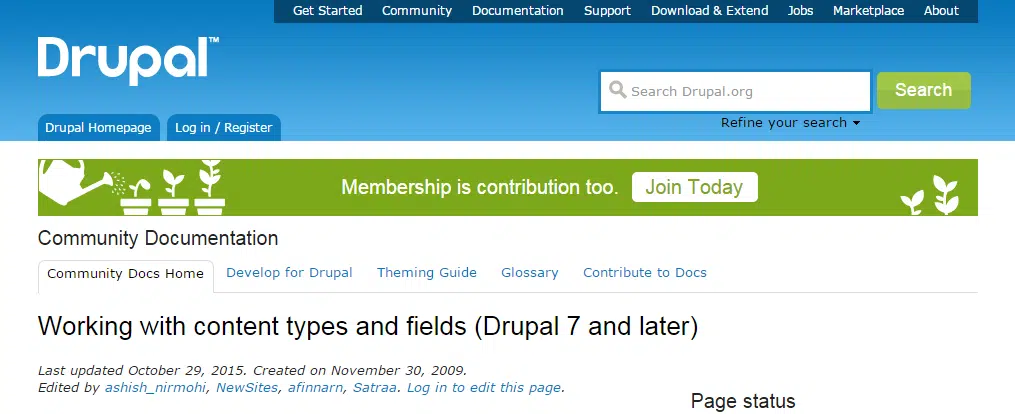 Get Started Community Documentation Support Download & Extend Jobs Marketplace About
Drupal™
Search Drupal.org Search
Refine your search
Drupal Homepage Log in / Register
Membership is contribution too. Join Today
Community Documentation
Community Docs Home Develop for Drupal Theming Guide Glossary Contribute to Docs
Working with content types and fields (Drupal 7 and later)
Last updated October 29, 2015. Created on November 30, 2009.
Edited by ashish_nirmohi, NewSites, afinnarn, Satraa. Log in to edit this page.
Page status